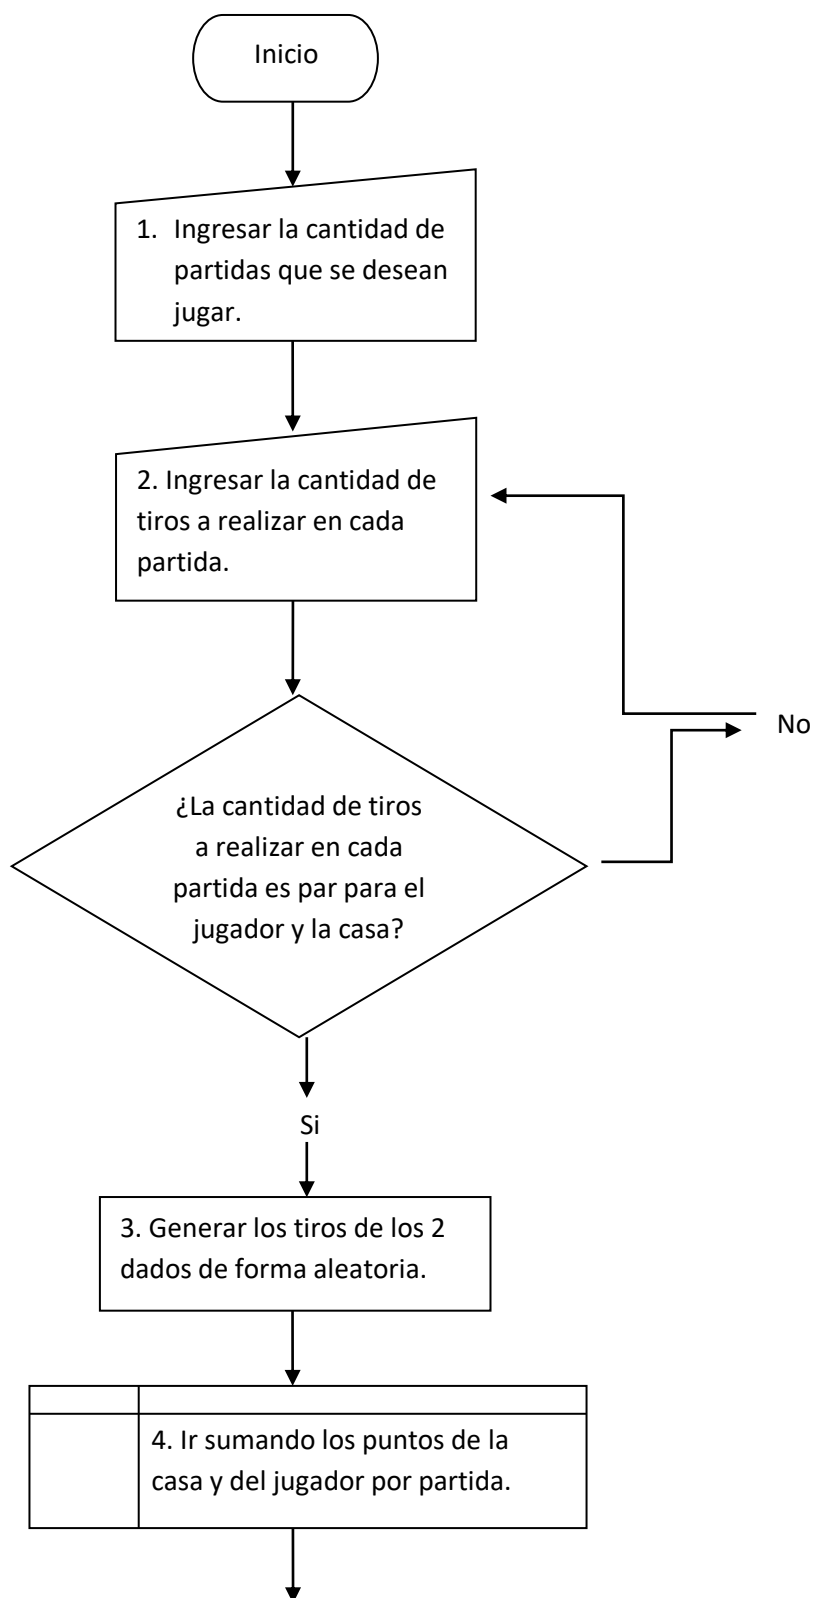 Inicio
1. Ingresar la cantidad de
partidas que se desean
jugar.
2. Ingresar la cantidad de
tiros a realizar en cada
partida.
No
¿La cantidad de tiros
a realizar en cada
partida es par para el
jugador y la casa?
Si
3. Generar los tiros de los 2
dados de forma aleatoria.
4. Ir sumando los puntos de la
casa y del jugador por partida.